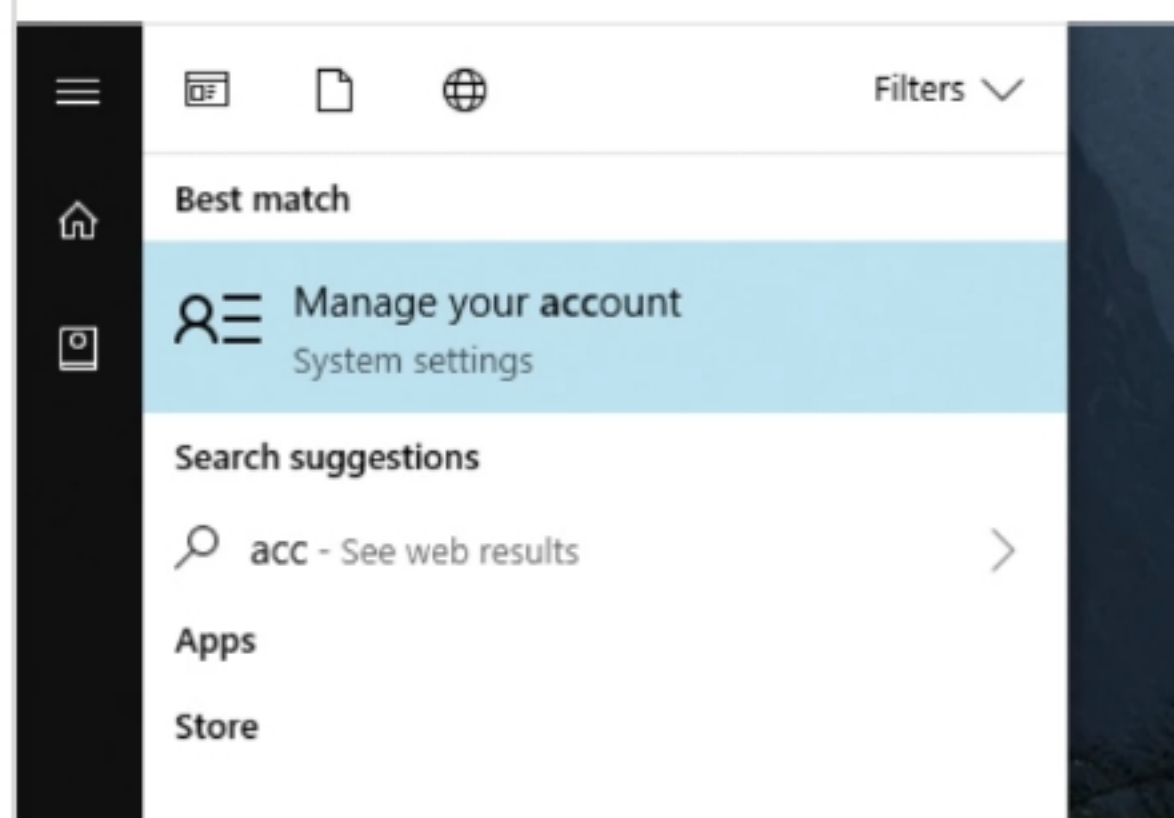 Filters
Best match
Manage your account
System settings
Search suggestions
acc - See web results
Apps
Store